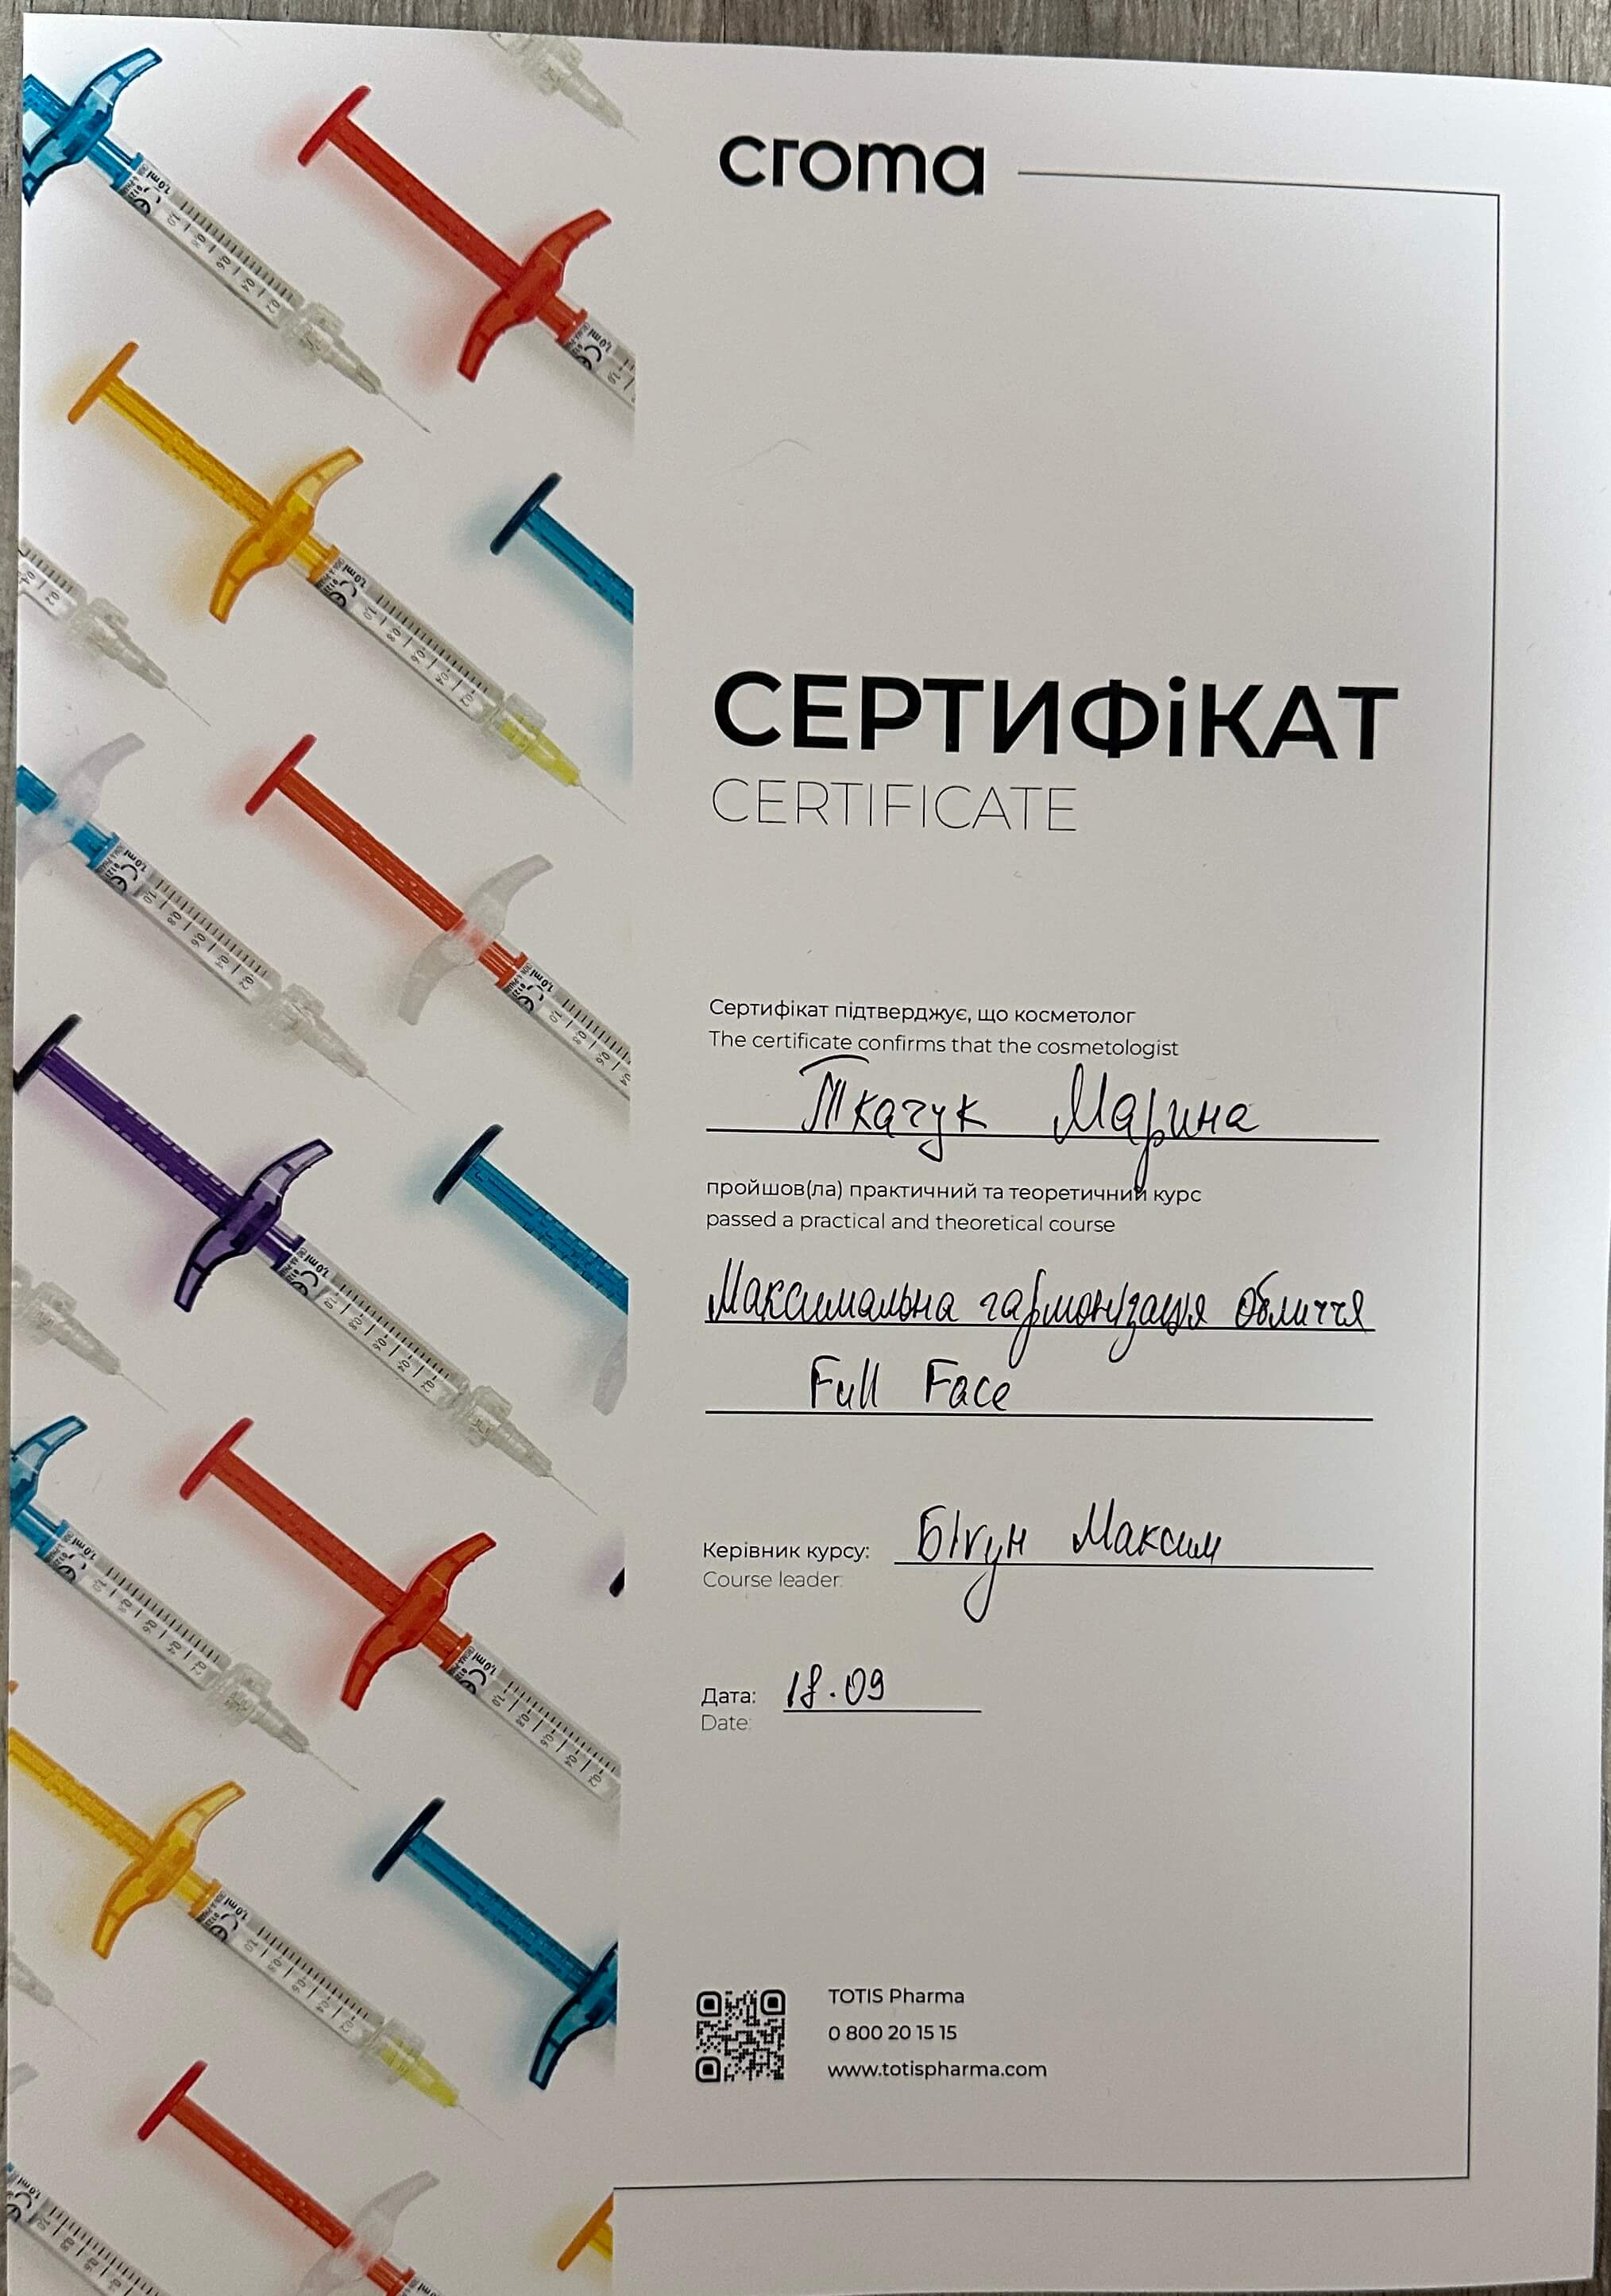 croma
СЕРТИФіКАТ
CERTIFICATE
Сертифікат підтверджує, що косметолог
The certificate confirms that the cosmetologist
Ткачук Марина
пройшов(ла) практичний та теоретичний курс
passed a practical and theoretical course
Максимальна гармонізація обличчя
Full Face
Керівник курсу: Бігун Максим
Course leader:
Дата: 18.09
Date:
TOTIS Pharma
0 800 20 15 15
www.totispharma.com